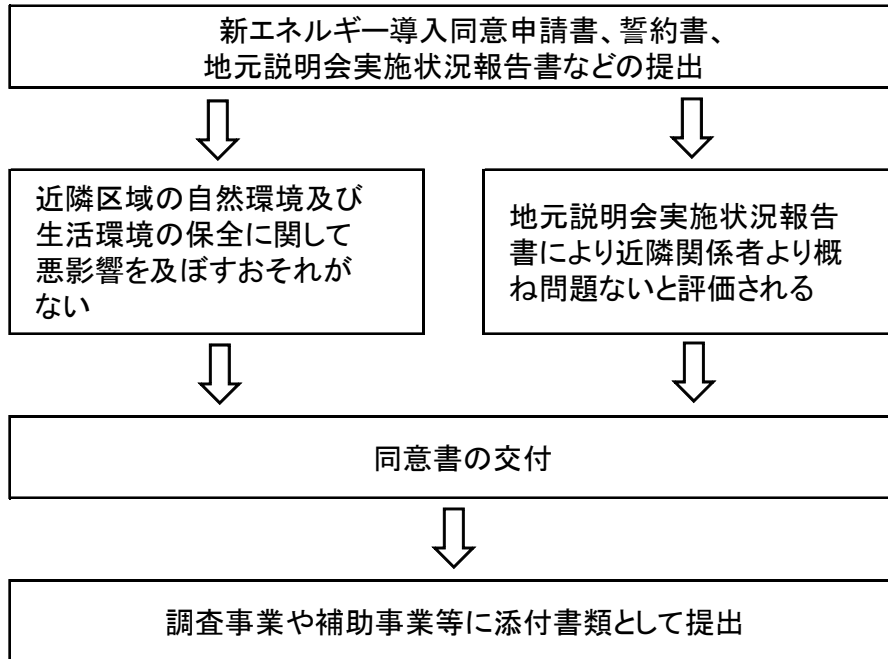 新エネルギー導入同意申請書、誓約書、
地元説明会実施状況報告書などの提出
近隣区域の自然環境及び
生活環境の保全に関して
悪影響を及ぼすおそれが
ない
地元説明会実施状況報告
書により近隣関係者より概
ね問題ないと評価される
同意書の交付
調査事業や補助事業等に添付書類として提出